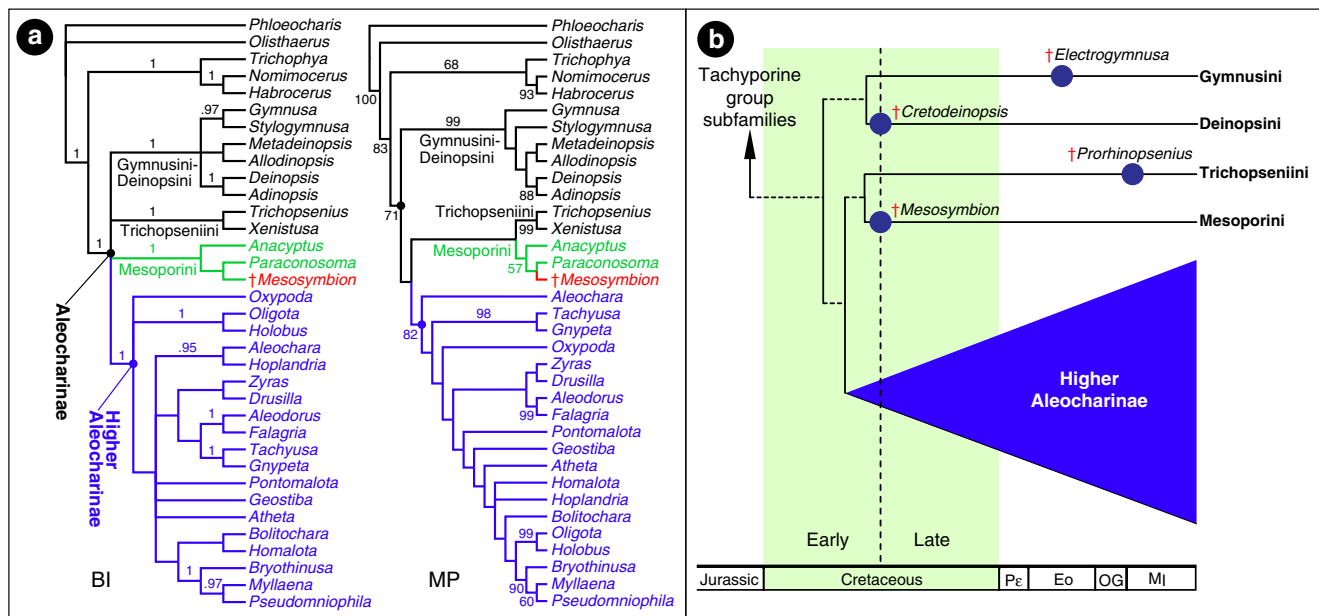 a
Phloeocharis
Olisthaerus
1
Trichophya
1
Nomimocerus
Habrocerus
.97
Gymnusa
Stylogymnusa
1
Metadeinopsis
Gymnusini-
Deinopsini
Allodinopsis
1
Deinopsis
Adinopsis
1
Trichopsenius
Trichopseniini
Xenistusa
1
1
Anacyptus
Mesoporini
Paraconosoma
†Mesosymbion
Aleocharinae
Oxypoda
1
Oligota
Holobus
1
.95
Aleochara
Hoplandria
Higher
Aleocharinae
Zyras
Drusilla
1
Aleodorus
Falagria
1
Tachyusa
Gnypeta
Pontomalota
Geostiba
Atheta
Bolitochara
Homalota
1
Bryothinusa
.97
Myllaena
Pseudomniophila
BI
Phloeocharis
Olisthaerus
68
Trichophya
Nomimocerus
100
93
Habrocerus
99
Gymnusa
83
Stylogymnusa
Gymnusini-
Deinopsini
Metadeinopsis
Allodinopsis
Deinopsis
88
Adinopsis
71
Trichopseniini
Trichopsenius
99
Xenistusa
Mesoporini
Anacyptus
57
Paraconosoma
†Mesosymbion
Aleochara
82
98
Tachyusa
Gnypeta
Oxypoda
Zyras
Drusilla
Aleodorus
99
Falagria
Pontomalota
Geostiba
Atheta
Homalota
Hoplandria
Bolitochara
99
Oligota
Holobus
Bryothinusa
90
Myllaena
60
Pseudomniophila
MP
b
Tachyporine
group
subfamilies
†Electrogymnusa
Gymnusini
†Cretodeinopsis
Deinopsini
†Prorhinopsenius
Trichopseniini
†Mesosymbion
Mesoporini
Higher
Aleocharinae
Early
Late
Jurassic
Cretaceous
Pε
Eo
OG
MI